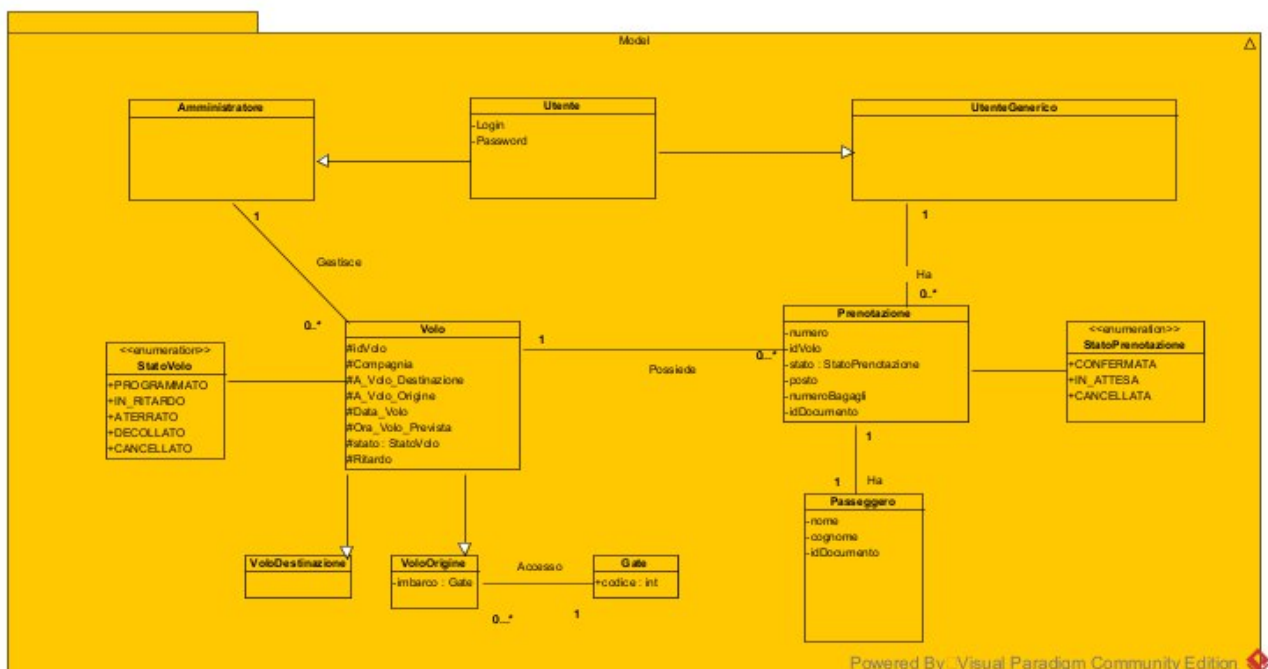 Model
Amministratore
Utente
-Login
-Password
UtenteGenerico
1
Gestisce
0..*
1
Ha
0..*
<<enumeration>>
StatoVolo
+PROGRAMMATO
+IN_RITARDO
+ATERRATO
+DECOLLATO
+CANCELLATO
Volo
#idVolo
#Compagnia
#A_Volo_Destinazione
#A_Volo_Origine
#Data_Volo
#Ora_Volo_Prevista
#stato : StatoVolo
#Ritardo
1
Possiede
0...*
Prenotazione
-numero
-idVolo
-stato : StatoPrenotazione
-posto
-numeroBagagli
-idDocumento
<<enumeration>>
StatoPrenotazione
+CONFERMATA
+IN_ATTESA
+CANCELLATA
1
1
Ha
Passeggero
-nome
-cognome
-idDocumento
VoloDestinazione
VoloOrigine
-imbarco : Gate
Accesso
0...*
1
Gate
+codice : int
Powered By Visual Paradigm Community Edition